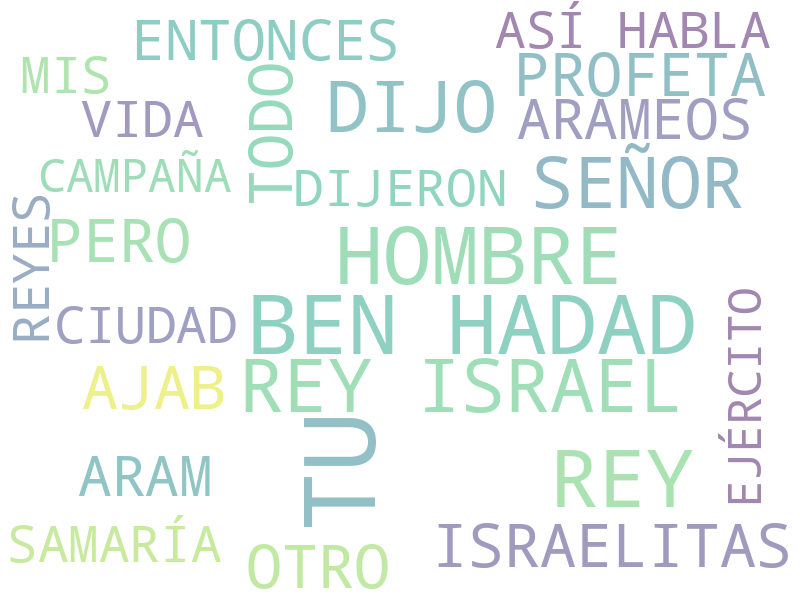 ASÍ HABLA
ENTONCES
MIS
PROFETA
TODO
DIJO
VIDA
ARAMEOS
CAMPAÑA
DIJERON
SEÑOR
REYES
PERO
HOMBRE
CIUDAD
BEN HADAD
EJÉRCITO
AJAB
REY ISRAEL
TU
ARAM
REY
SAMARÍA
OTRO
ISRAELITAS